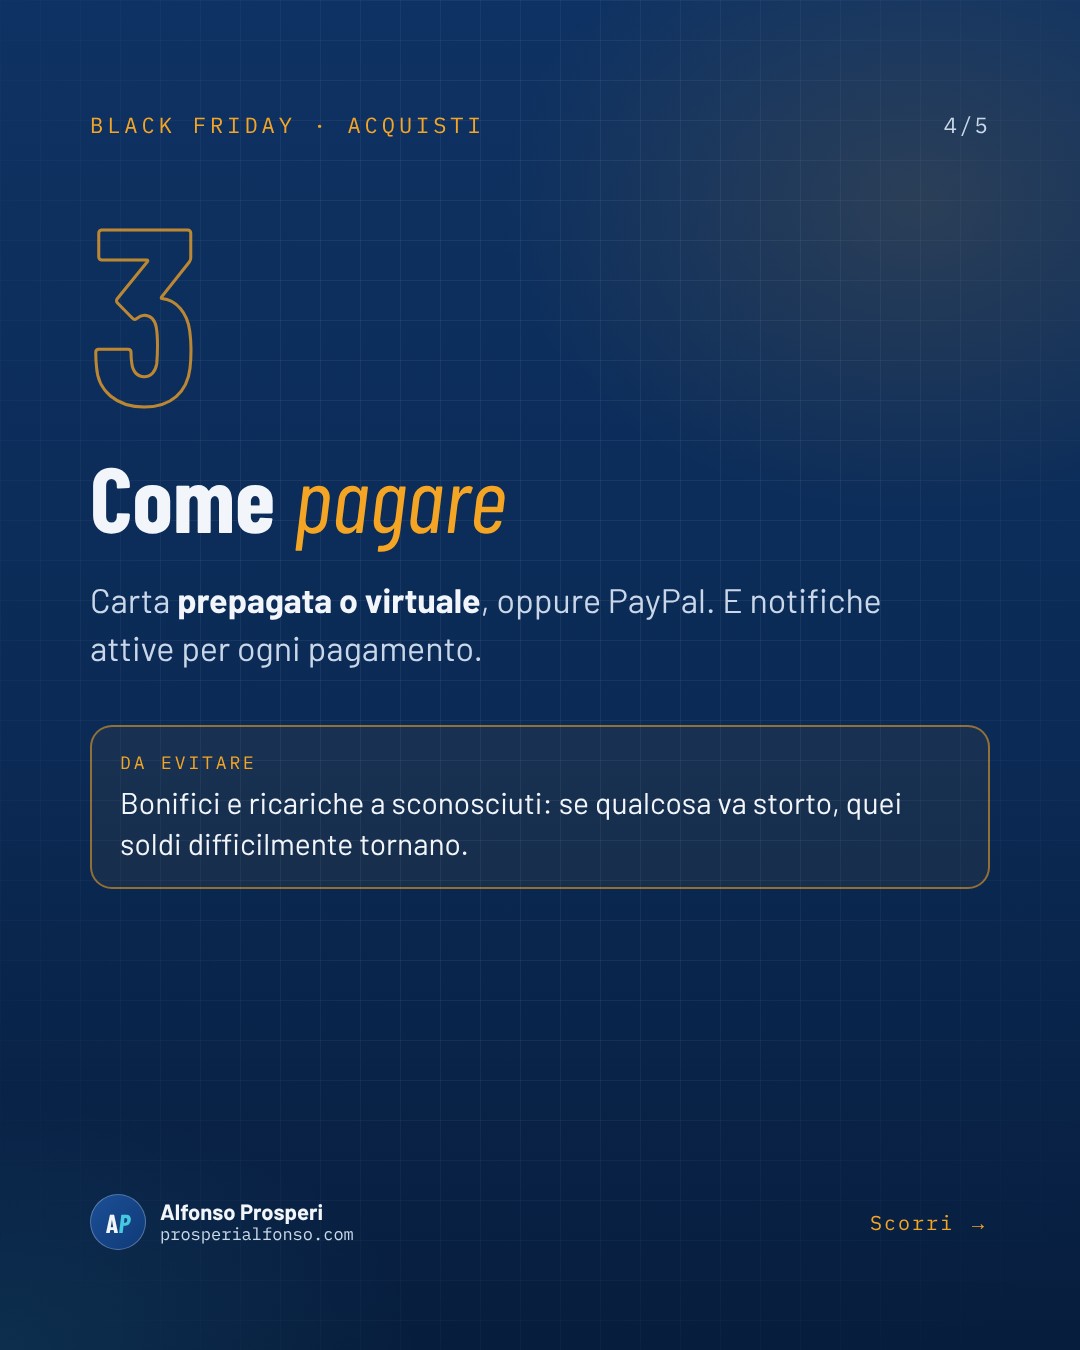 BLACK FRIDAY · ACQUISTI
4/5
3
Come pagare
Carta prepagata o virtuale, oppure PayPal. E notifiche
attive per ogni pagamento.
DA EVITARE
Bonifici e ricariche a sconosciuti: se qualcosa va storto, quei
soldi difficilmente tornano.
AP
Alfonso Prosperi
prosperialfonso.com
Scorri →